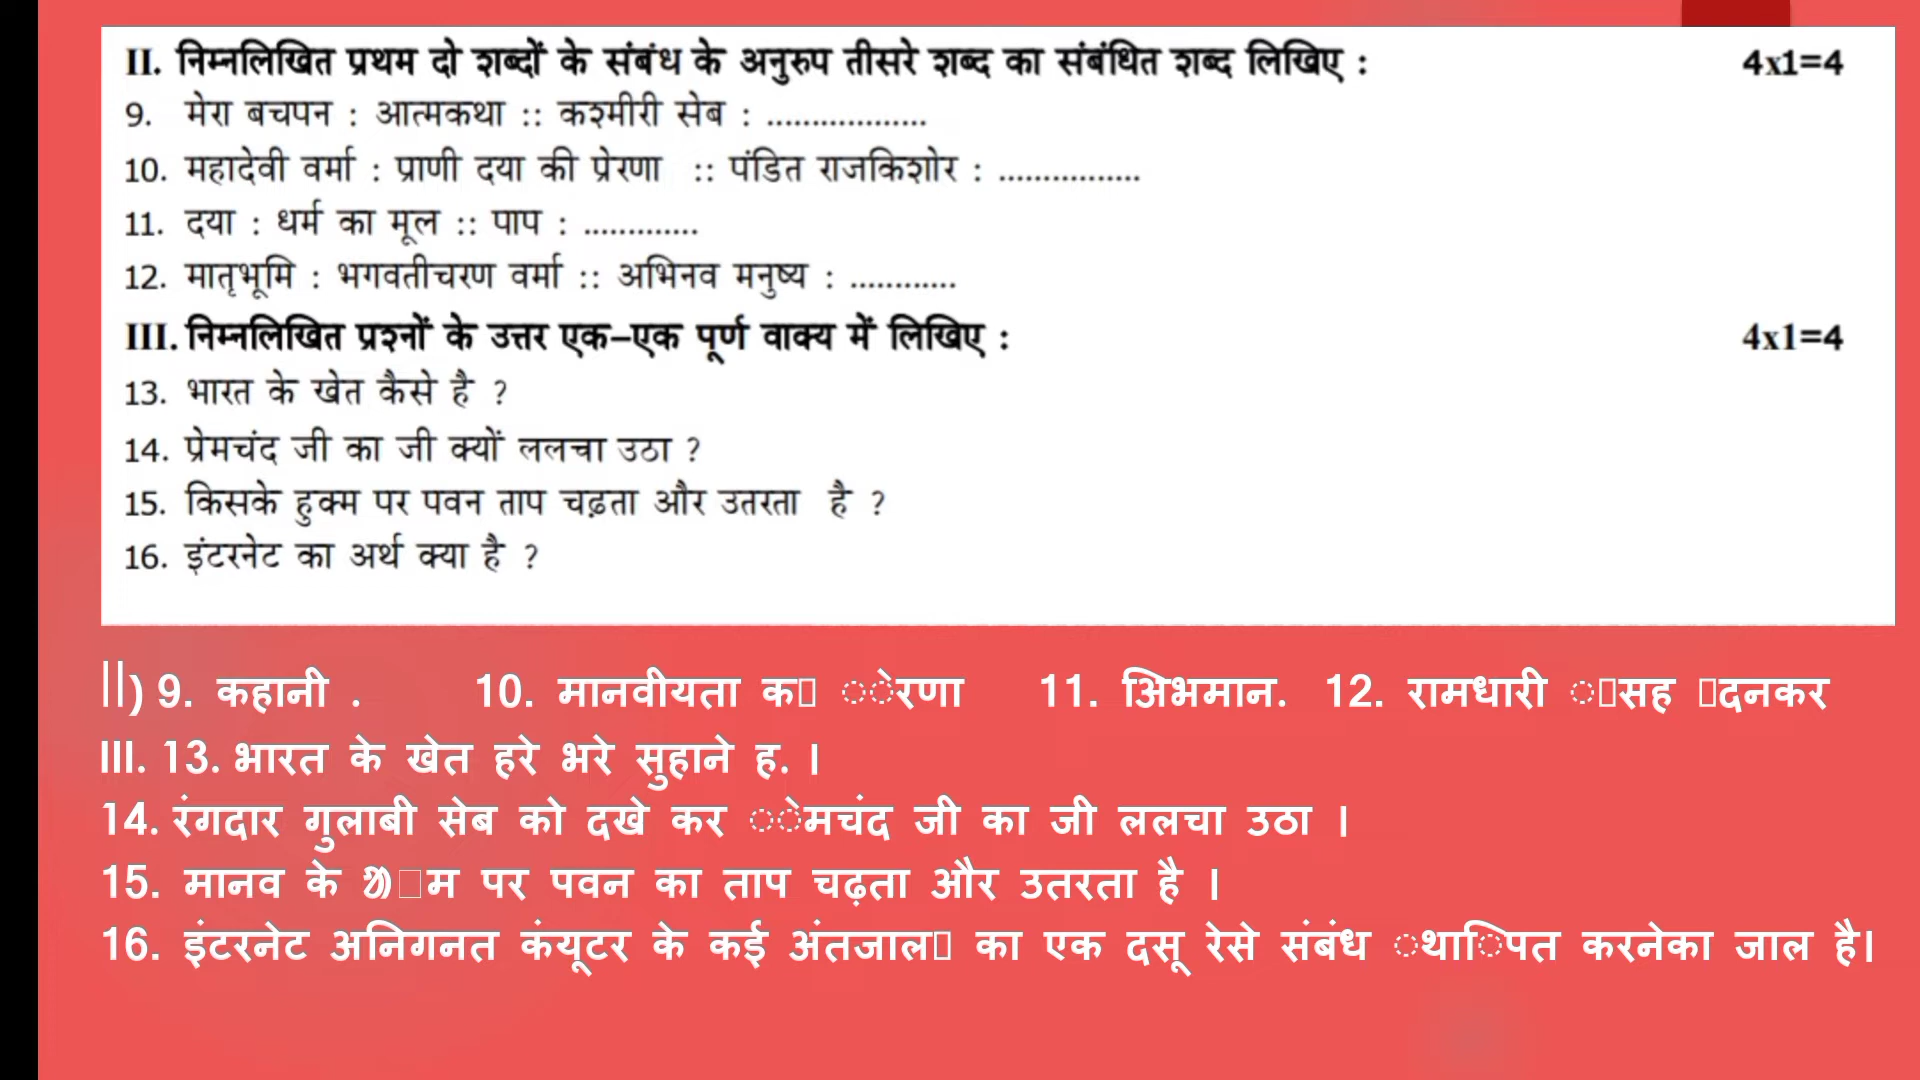 II. निम्नलिखित प्रथम दो शब्दों के संबंध के अनुरुप तीसरे शब्द का संबंधित शब्द लिखिए : 4x1=4
9. मेरा बचपन : आत्मकथा :: कश्मीरी सेब : ..................
10. महादेवी वर्मा : प्राणी दया की प्रेरणा :: पंडित राजकिशोर : ................
11. दया : धर्म का मूल :: पाप : .............
12. मातृभूमि : भगवतीचरण वर्मा :: अभिनव मनुष्य : ............
III. निम्नलिखित प्रश्नों के उत्तर एक–एक पूर्ण वाक्य में लिखिए : 4x1=4
13. भारत के खेत कैसे है ?
14. प्रेमचंद जी का जी क्यों ललचा उठा ?
15. किसके हुक्म पर पवन ताप चढ़ता और उतरता है ?
16. इंटरनेट का अर्थ क्या है ?
||) 9. कहानी . 10. मानवीयता 11. अिभमान. 12. रामधारी
III. 13. भारत के खेत हरे भरे सुहाने ह. ।
14. रंगदार गुलाबी सेब को दखे कर जी का जी ललचा उठा ।
15. मानव के पर पवन का ताप चढ़ता और उतरता है ।
16. इंटरनेट अनिगनत कंयूटर के कई का एक दसू रेसे संबंध करनेका जाल है।